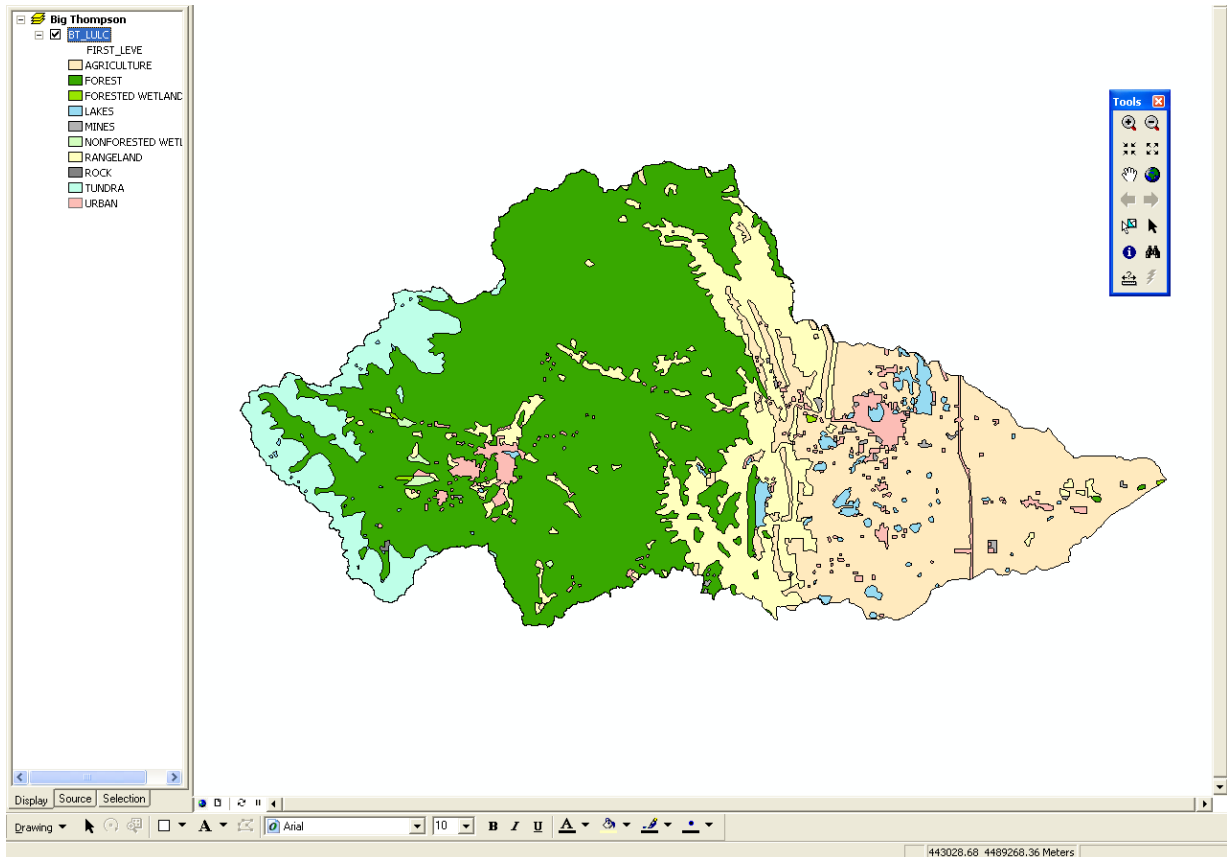 Big Thompson
BT_LULC
FIRST_LEVE
AGRICULTURE
FOREST
FORESTED WETLAND
LAKES
MINES
NONFORESTED WETL
RANGELAND
ROCK
TUNDRA
URBAN
Tools
Display Source Selection
Drawing A Arial 10 B I U A
443028.68 4489268.36 Meters